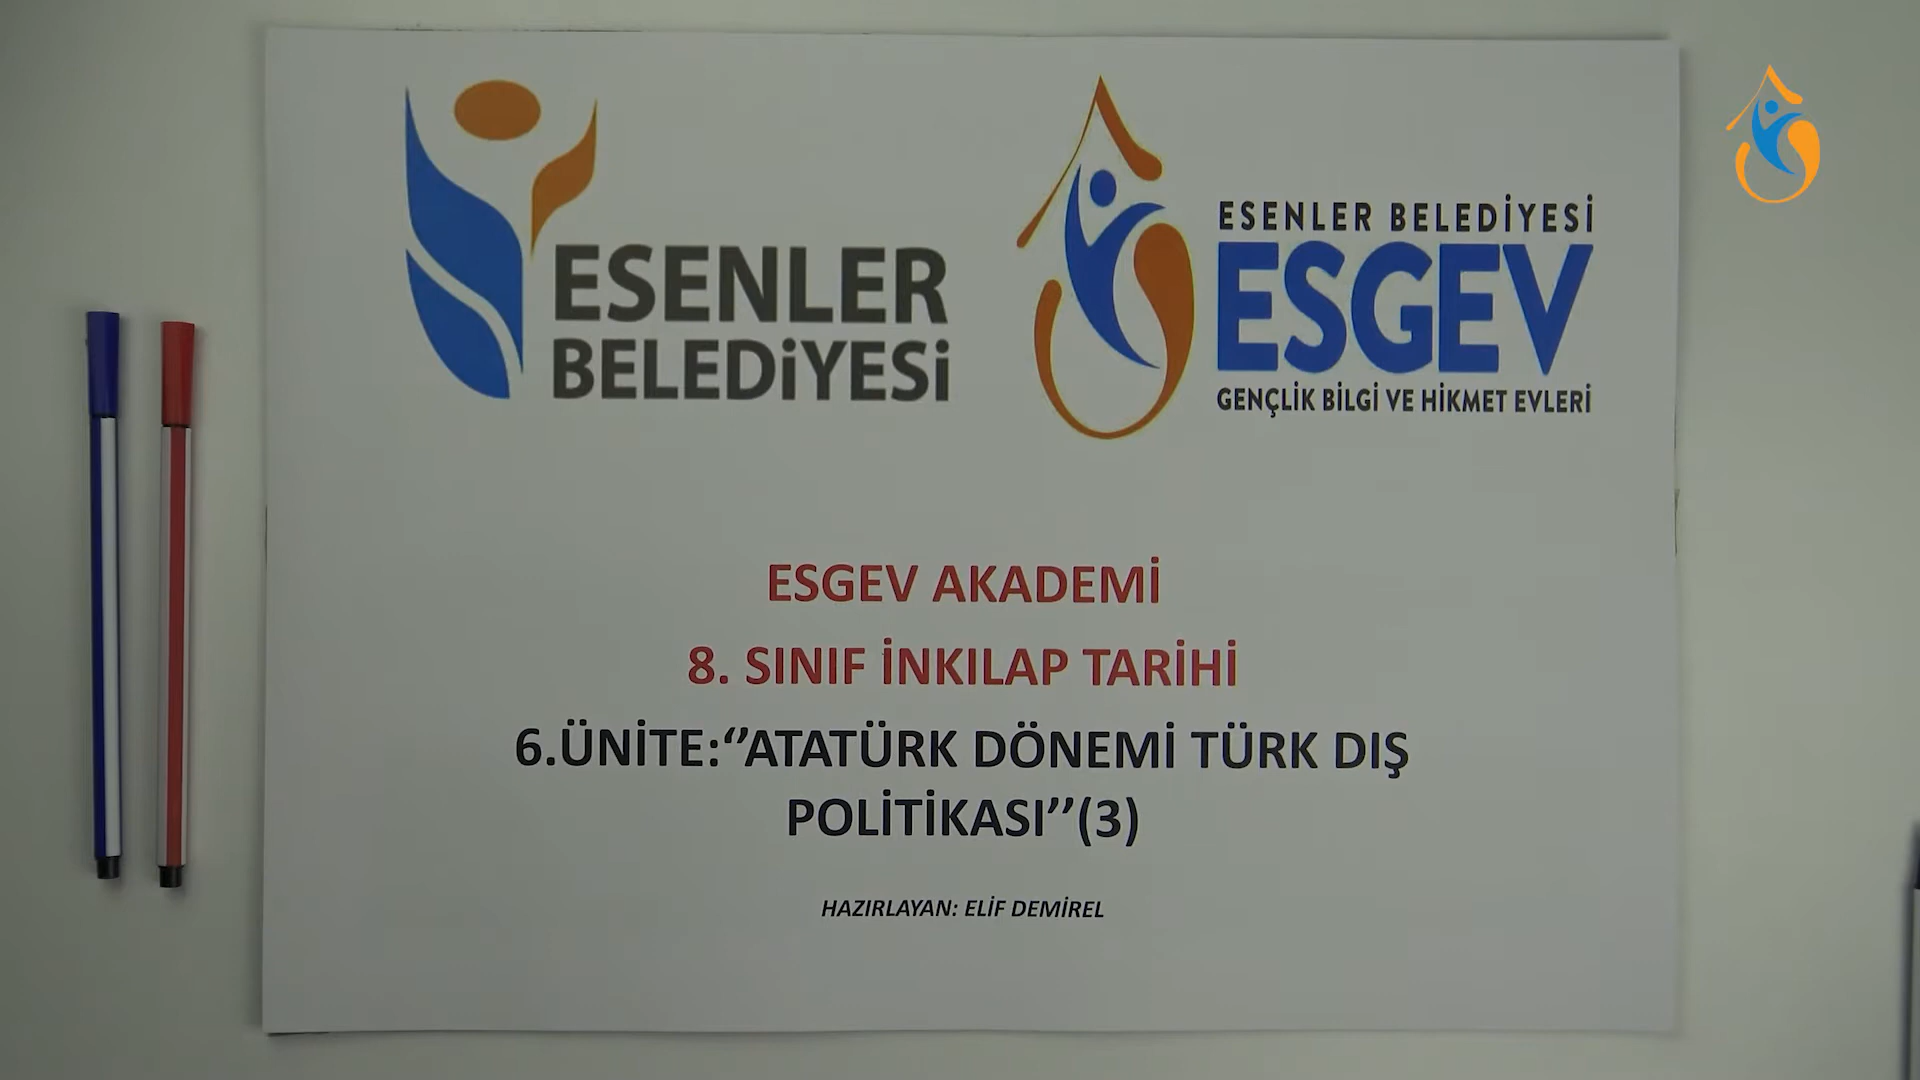 ESENLER
BELEDİYESİ
ESENLER BELEDİYESİ
ESGEV
GENÇLİK BİLGİ VE HİKMET EVLERİ
ESGEV AKADEMİ
8. SINIF İNKILAP TARİHİ
6.ÜNİTE:‘’ATATÜRK DÖNEMİ TÜRK DIŞ
POLİTİKASI’’(3)
HAZIRLAYAN: ELİF DEMİREL